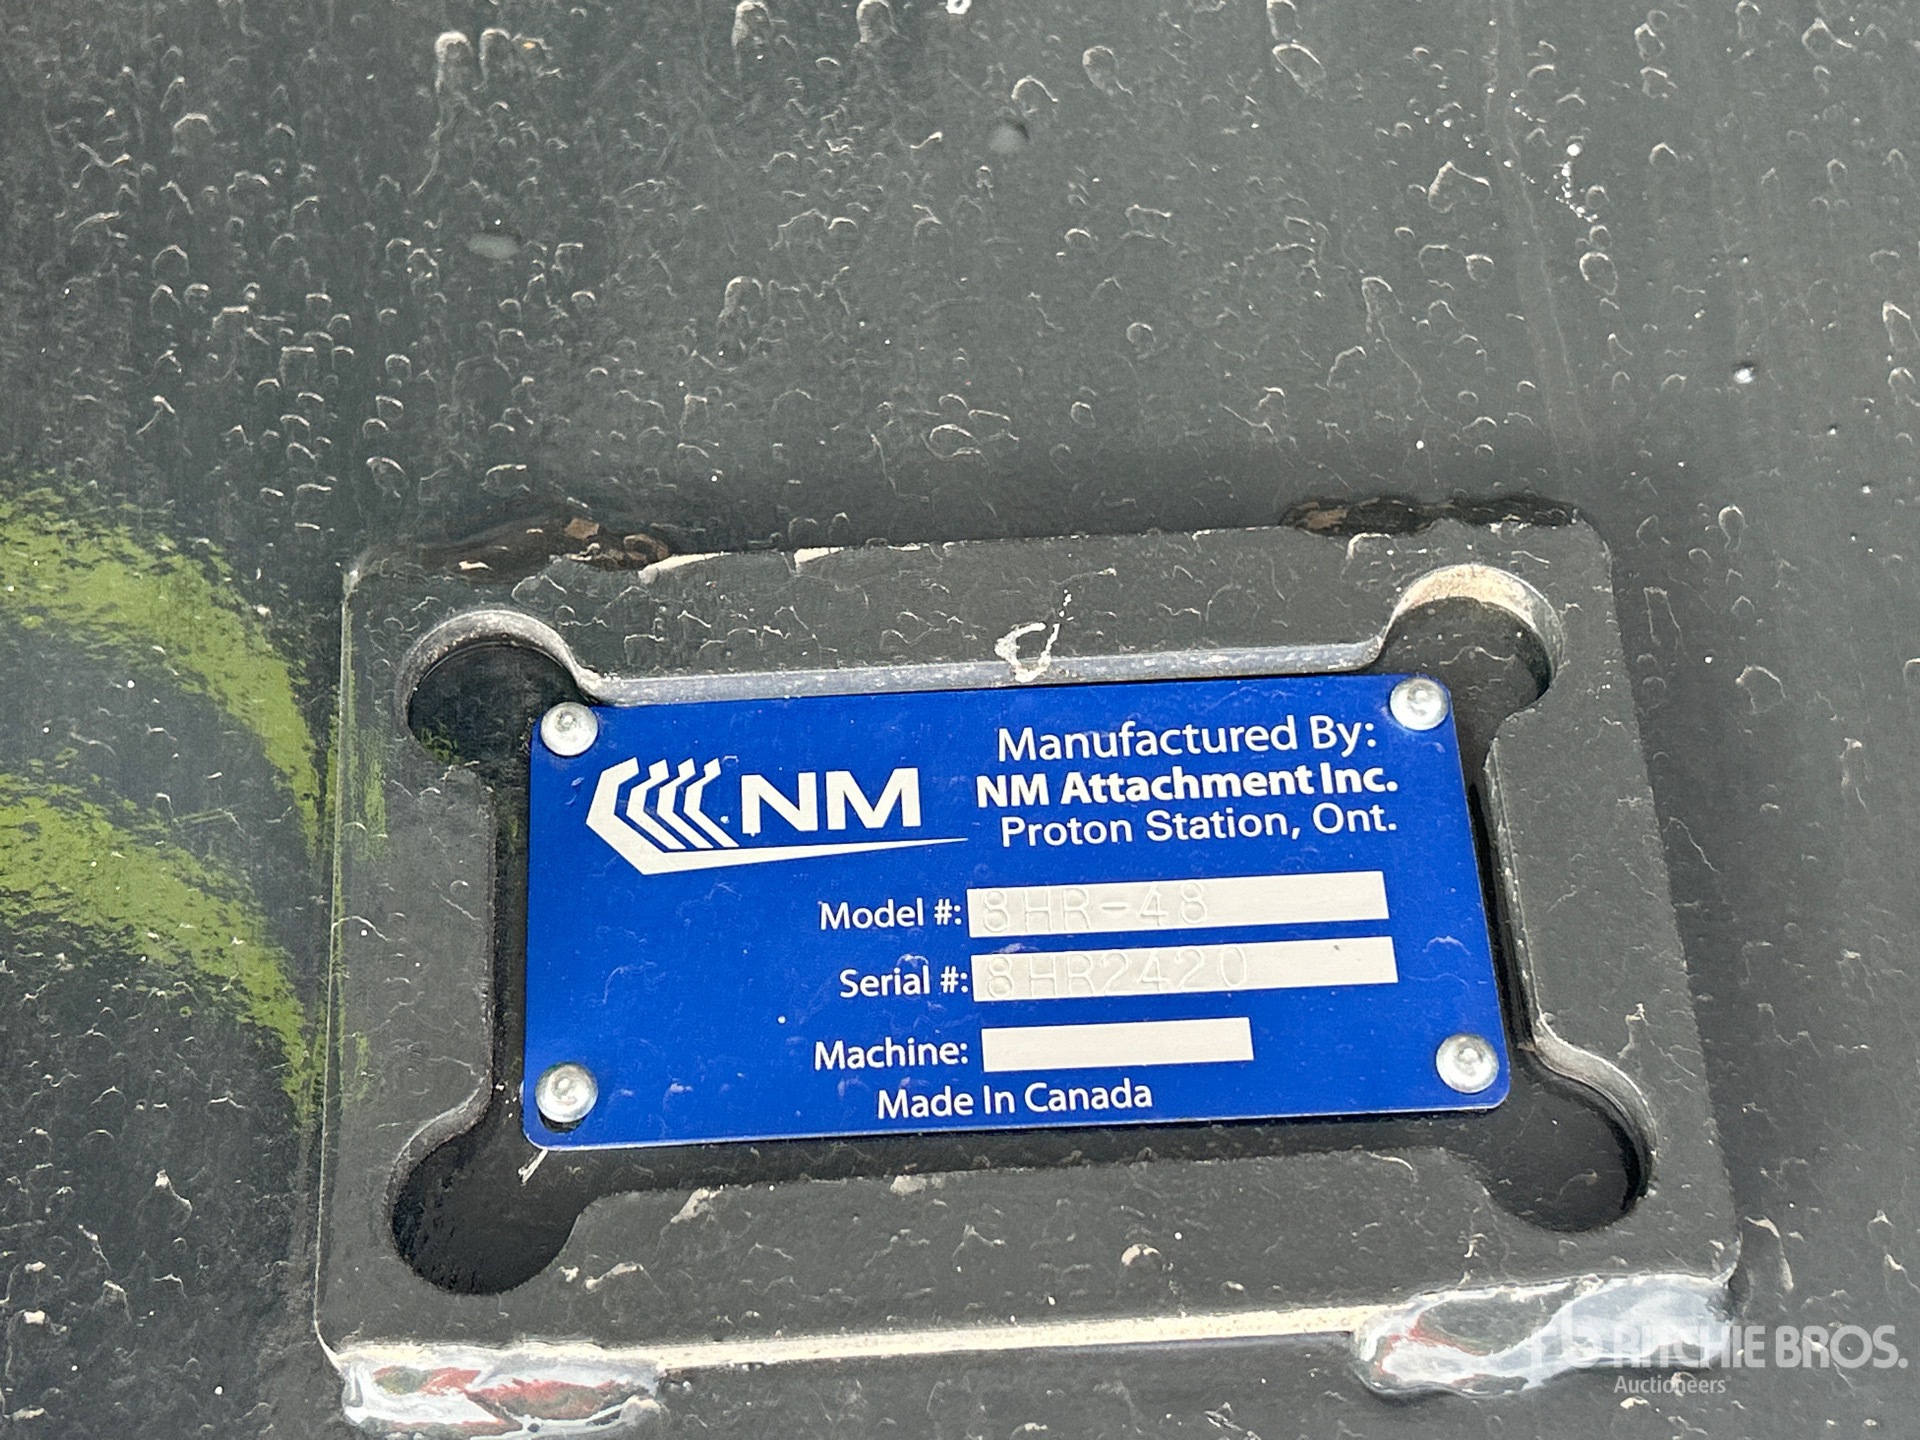 NM
Manufactured By:
NM Attachment Inc.
Proton Station, Ont.
Model #: 8HR-48
Serial #: 8HR2420
Machine:
Made In Canada
RITCHIE BROS.
Auctioneers